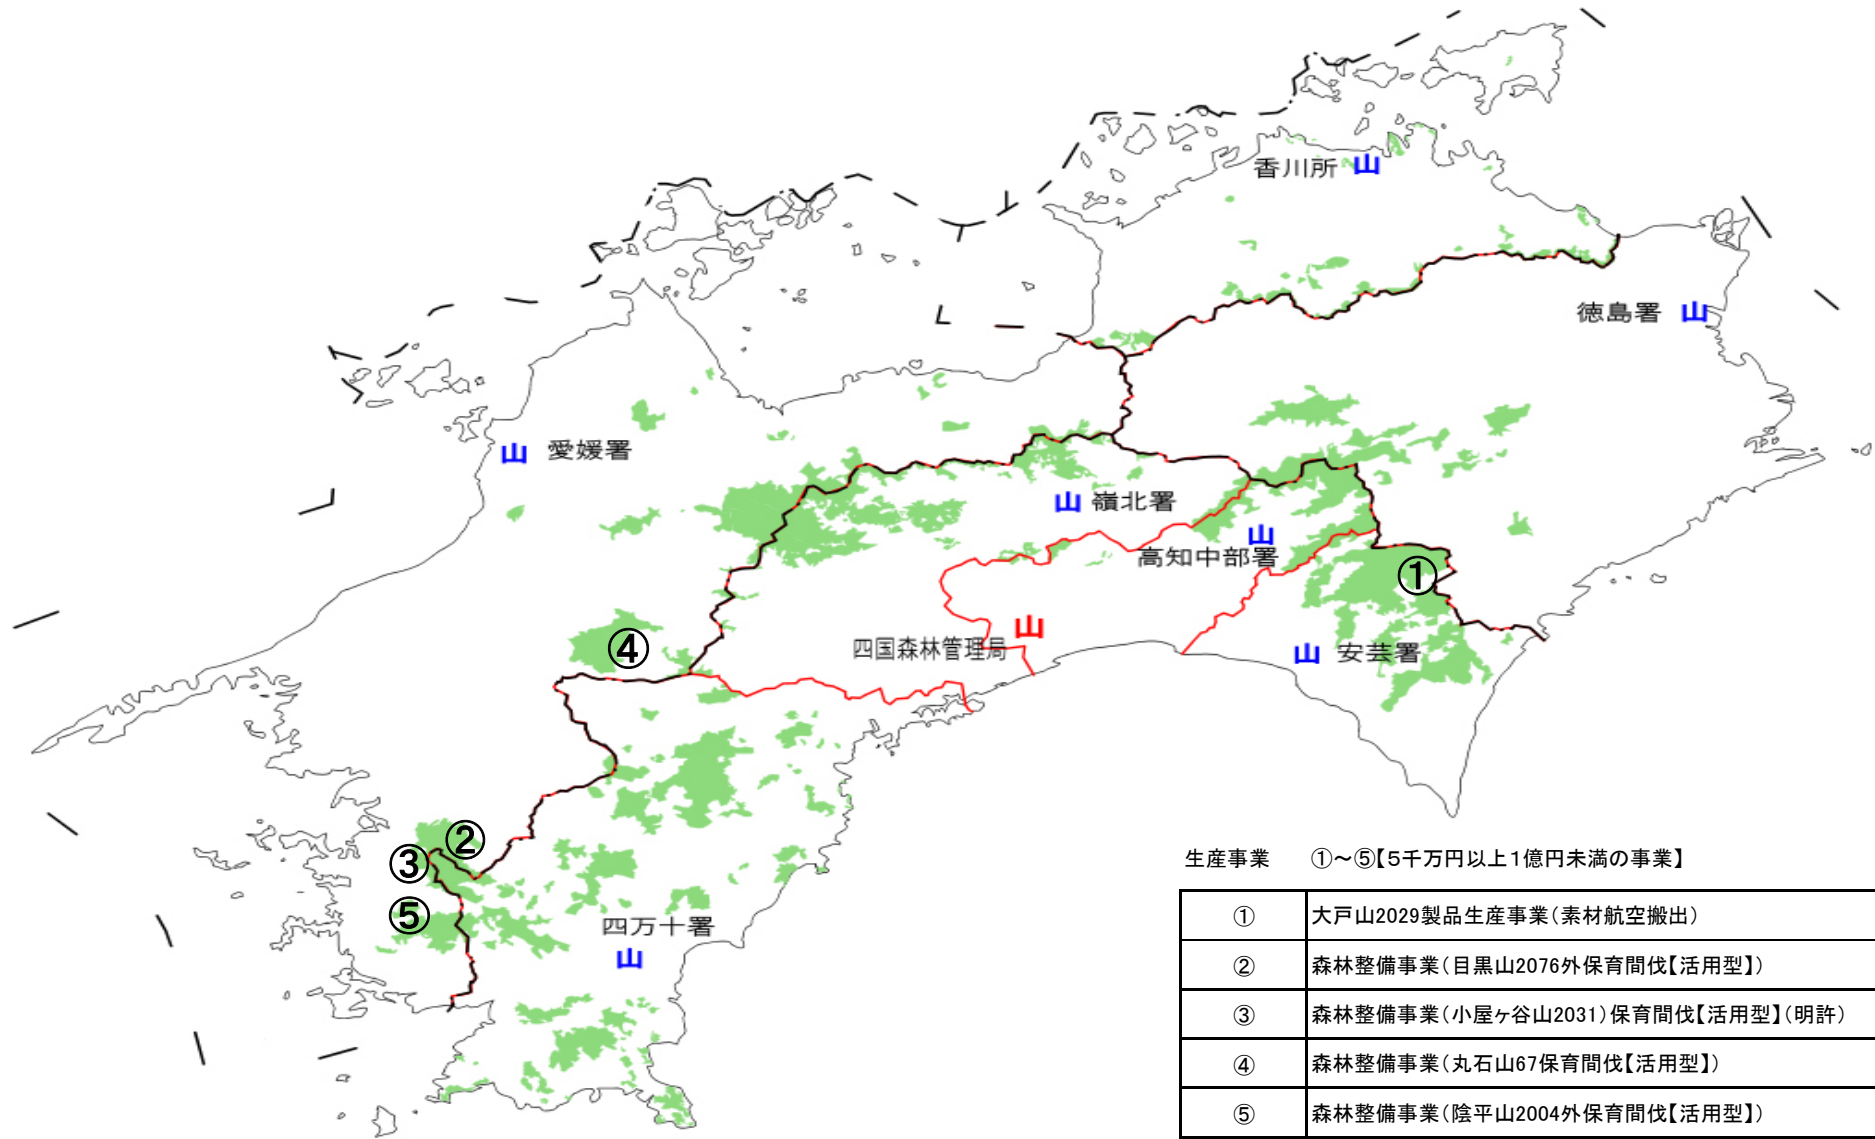 香川所 山
徳島署 山
山 愛媛署
山 嶺北署
山
高知中部署
①
山
四国森林管理局
④
山 安芸署
②
③
⑤
四万十署
山
生産事業 ①～⑤【5千万円以上1億円未満の事業】
① 大戸山2029製品生産事業（素材航空搬出）
② 森林整備事業（目黒山2076外保育間伐【活用型】）
③ 森林整備事業（小屋ヶ谷山2031）保育間伐【活用型】（明許）
④ 森林整備事業（丸石山67保育間伐【活用型】）
⑤ 森林整備事業（陰平山2004外保育間伐【活用型】）